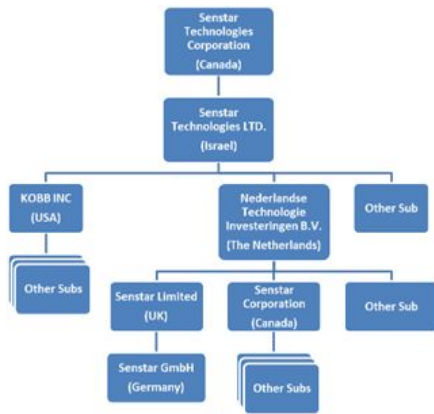 Senstar
Technologies
Corporation
(Canada)
Senstar
Technologies LTD.
(Israel)
KOBB INC
(USA)
Nederlandse
Technologie
Investeringen B.V.
(The Netherlands)
Other Sub
Other Subs
Senstar Limited
(UK)
Senstar
Corporation
(Canada)
Other Sub
Senstar GmbH
(Germany)
Other Subs